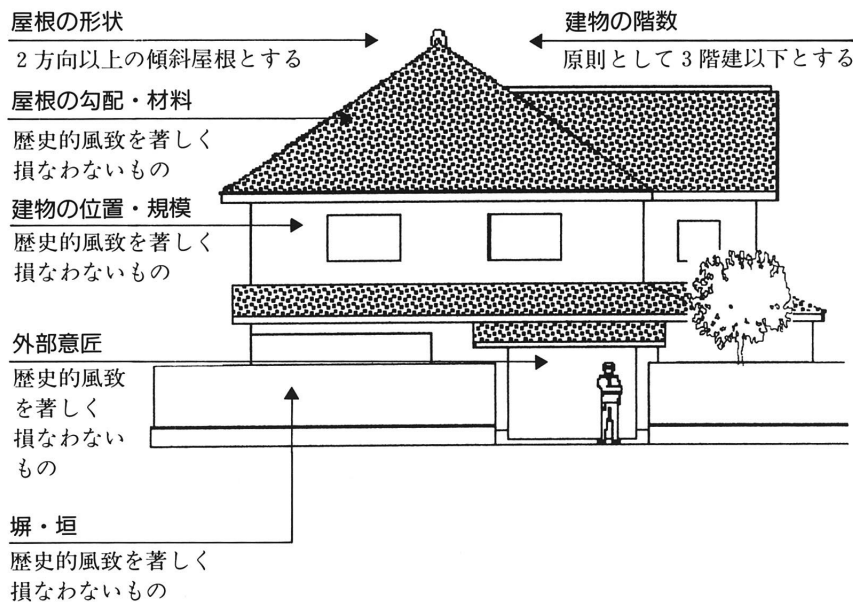 屋根の形状
2方向以上の傾斜屋根とする
建物の階数
原則として3階建以下とする
屋根の勾配・材料
歴史的風致を著しく
損なわないもの
建物の位置・規模
歴史的風致を著しく
損なわないもの
外部意匠
歴史的風致
を著しく
損なわない
もの
塀・垣
歴史的風致を著しく
損なわないもの